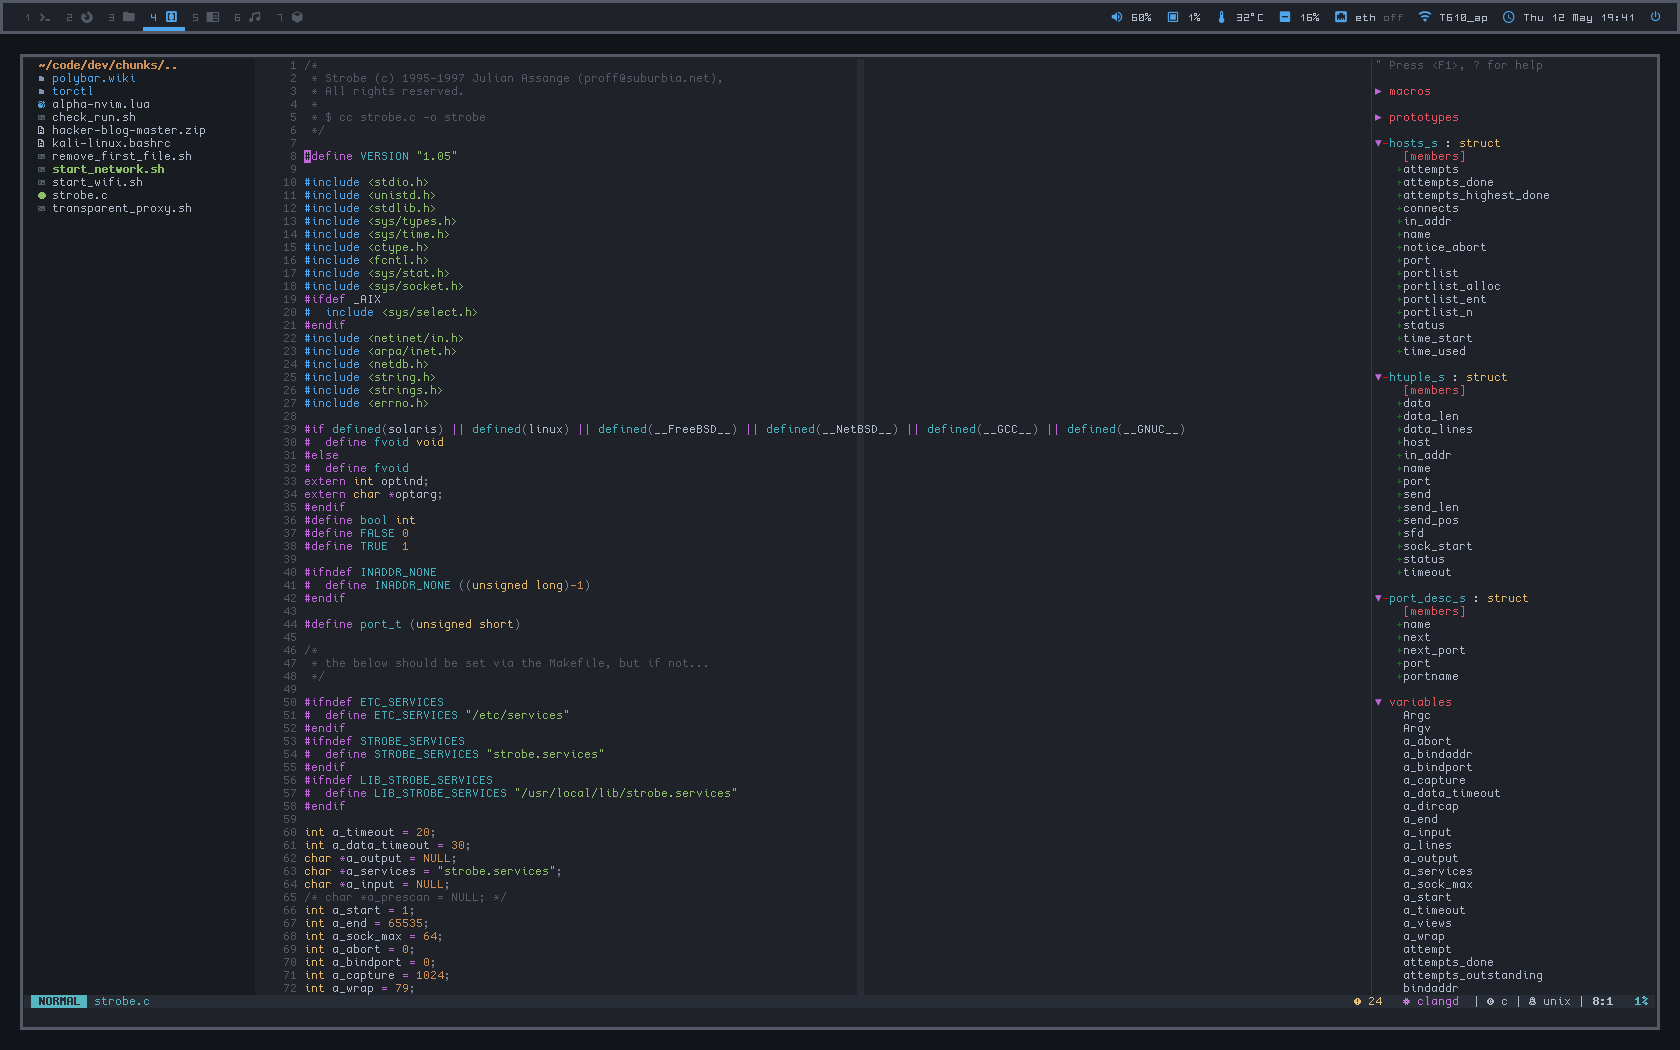 1 2 3 4 5 6 7 60% 1% 32°C 16% eth off TG10_ap Thu 12 May 19:41
~/code/dev/chunks/..
polybar.wiki
torctl
alpha-nvim.lua
check_run.sh
hacker-blog-master.zip
kali-linux.bashrc
remove_first_file.sh
start_network.sh
start_wifi.sh
strobe.c
transparent_proxy.sh
1 /*
2  * Strobe (c) 1995-1997 Julian Assange (proff@suburbia.net),
3  * All rights reserved.
4  *
5  * $ cc strobe.c -o strobe
6  */
7
8 #define VERSION "1.05"
9
10 #include <stdio.h>
11 #include <unistd.h>
12 #include <stdlib.h>
13 #include <sys/types.h>
14 #include <sys/time.h>
15 #include <ctype.h>
16 #include <fcntl.h>
17 #include <sys/stat.h>
18 #include <sys/socket.h>
19 #ifdef _AIX
20 #  include <sys/select.h>
21 #endif
22 #include <netinet/in.h>
23 #include <arpa/inet.h>
24 #include <netdb.h>
25 #include <string.h>
26 #include <strings.h>
27 #include <errno.h>
28
29 #if defined(solaris) || defined(linux) || defined(__FreeBSD__) || defined(__NetBSD__) || defined(__GCC__) || defined(__GNUC__)
30 #  define fvoid void
31 #else
32 #  define fvoid
33 extern int optind;
34 extern char *optarg;
35 #endif
36 #define bool int
37 #define FALSE 0
38 #define TRUE  1
39
40 #ifndef INADDR_NONE
41 #  define INADDR_NONE ((unsigned long)-1)
42 #endif
43
44 #define port_t (unsigned short)
45
46 /*
47  * the below should be set via the Makefile, but if not...
48  */
49
50 #ifndef ETC_SERVICES
51 #  define ETC_SERVICES "/etc/services"
52 #endif
53 #ifndef STROBE_SERVICES
54 #  define STROBE_SERVICES "strobe.services"
55 #endif
56 #ifndef LIB_STROBE_SERVICES
57 #  define LIB_STROBE_SERVICES "/usr/local/lib/strobe.services"
58 #endif
59
60 int a_timeout = 20;
61 int a_data_timeout = 30;
62 char *a_output = NULL;
63 char *a_services = "strobe.services";
64 char *a_input = NULL;
65 /* char *a_prescan = NULL; */
66 int a_start = 1;
67 int a_end = 65535;
68 int a_sock_max = 64;
69 int a_abort = 0;
70 int a_bindport = 0;
71 int a_capture = 1024;
72 int a_wrap = 79;
" Press <F1>, ? for help
▶ macros
▶ prototypes
▼-hosts_s : struct
[members]
+attempts
+attempts_done
+attempts_highest_done
+connects
+in_addr
+name
+notice_abort
+port
+portlist
+portlist_alloc
+portlist_ent
+portlist_n
+status
+time_start
+time_used
▼-htuple_s : struct
[members]
+data
+data_len
+data_lines
+host
+in_addr
+name
+port
+send
+send_len
+send_pos
+sfd
+sock_start
+status
+timeout
▼-port_desc_s : struct
[members]
+name
+next
+next_port
+port
+portname
▼ variables
Argc
Argv
a_abort
a_bindaddr
a_bindport
a_capture
a_data_timeout
a_dircap
a_end
a_input
a_lines
a_output
a_services
a_sock_max
a_start
a_timeout
a_views
a_wrap
attempt
attempts_done
attempts_outstanding
bindaddr
NORMAL strobe.c 24 clangd | c | unix | 8:1 1%